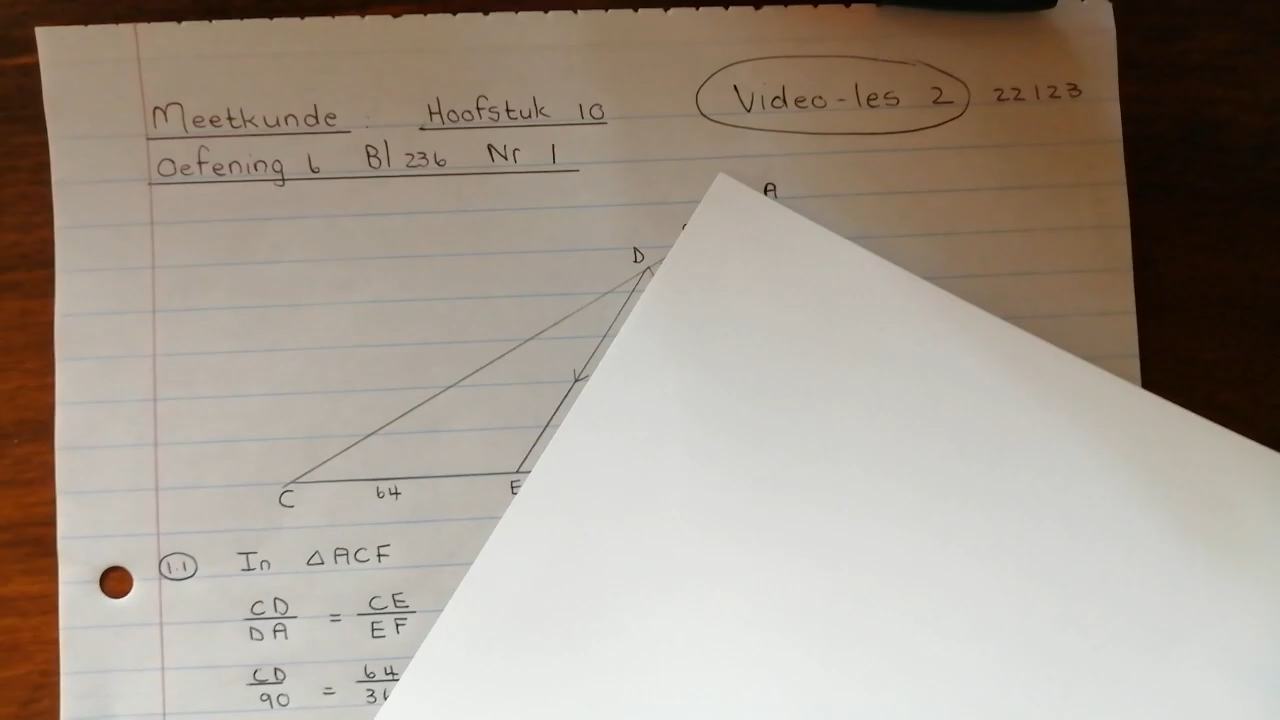 Meetkunde : Hoofstuk 10
Video-les 2 22123
Oefening 6 Bl 236 Nr 1
A
D
C
64
E
1.1 In △ACF
CD/DA = CE/EF
CD/90 = 64/